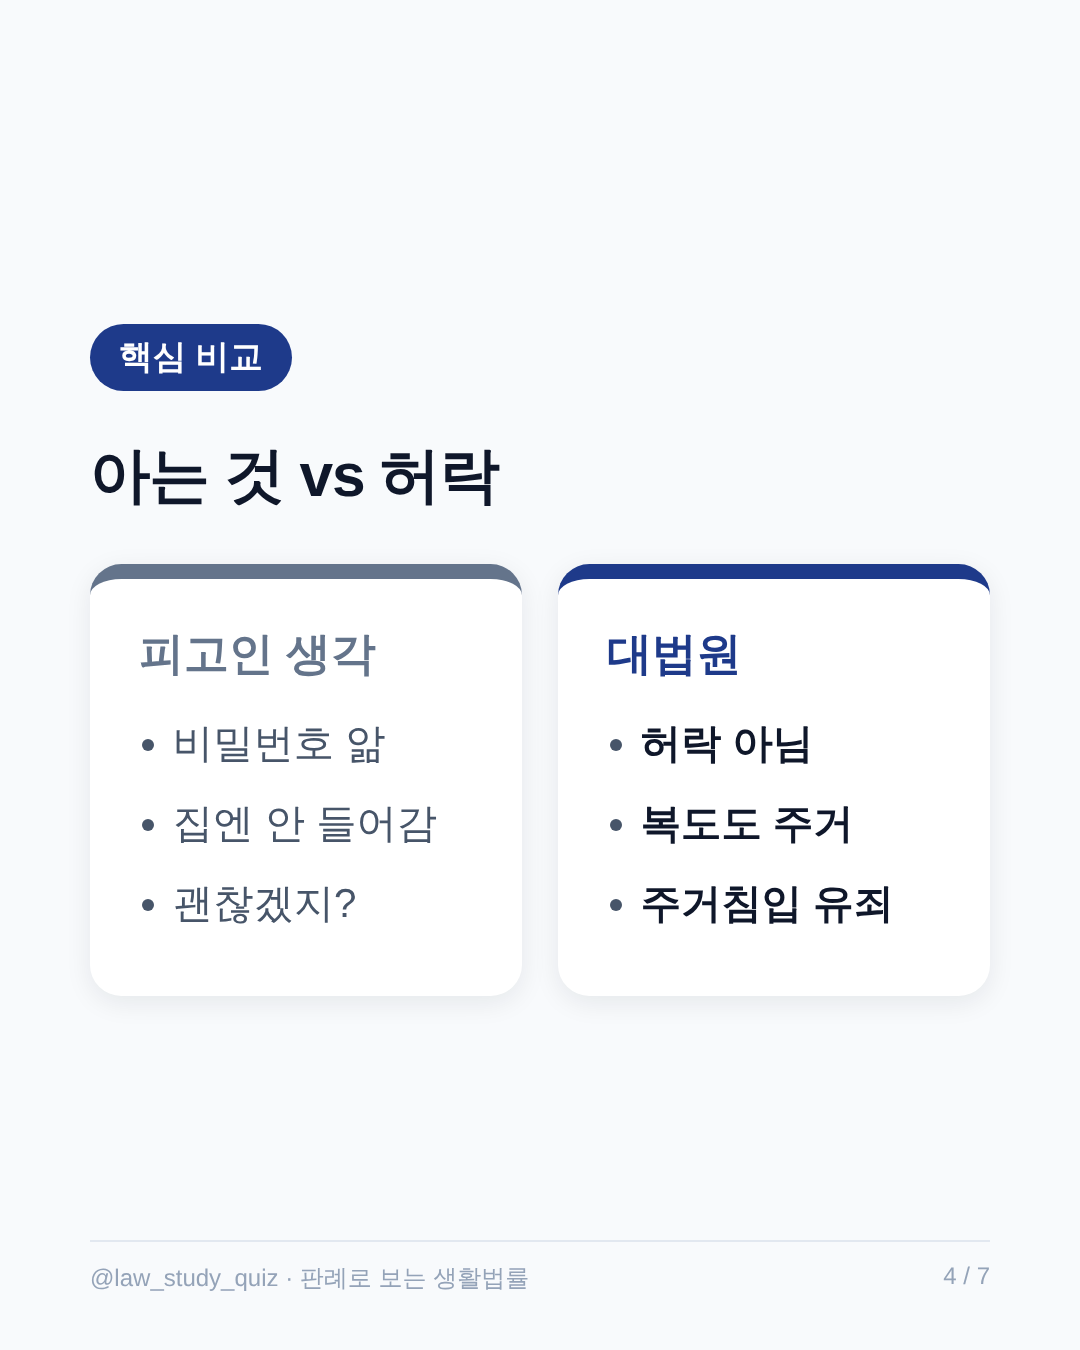 핵심 비교
아는 것 vs 허락
피고인 생각
• 비밀번호 앎
• 집엔 안 들어감
• 괜찮겠지?
대법원
• 허락 아님
• 복도도 주거
• 주거침입 유죄
@law_study_quiz · 판례로 보는 생활법률
4 / 7